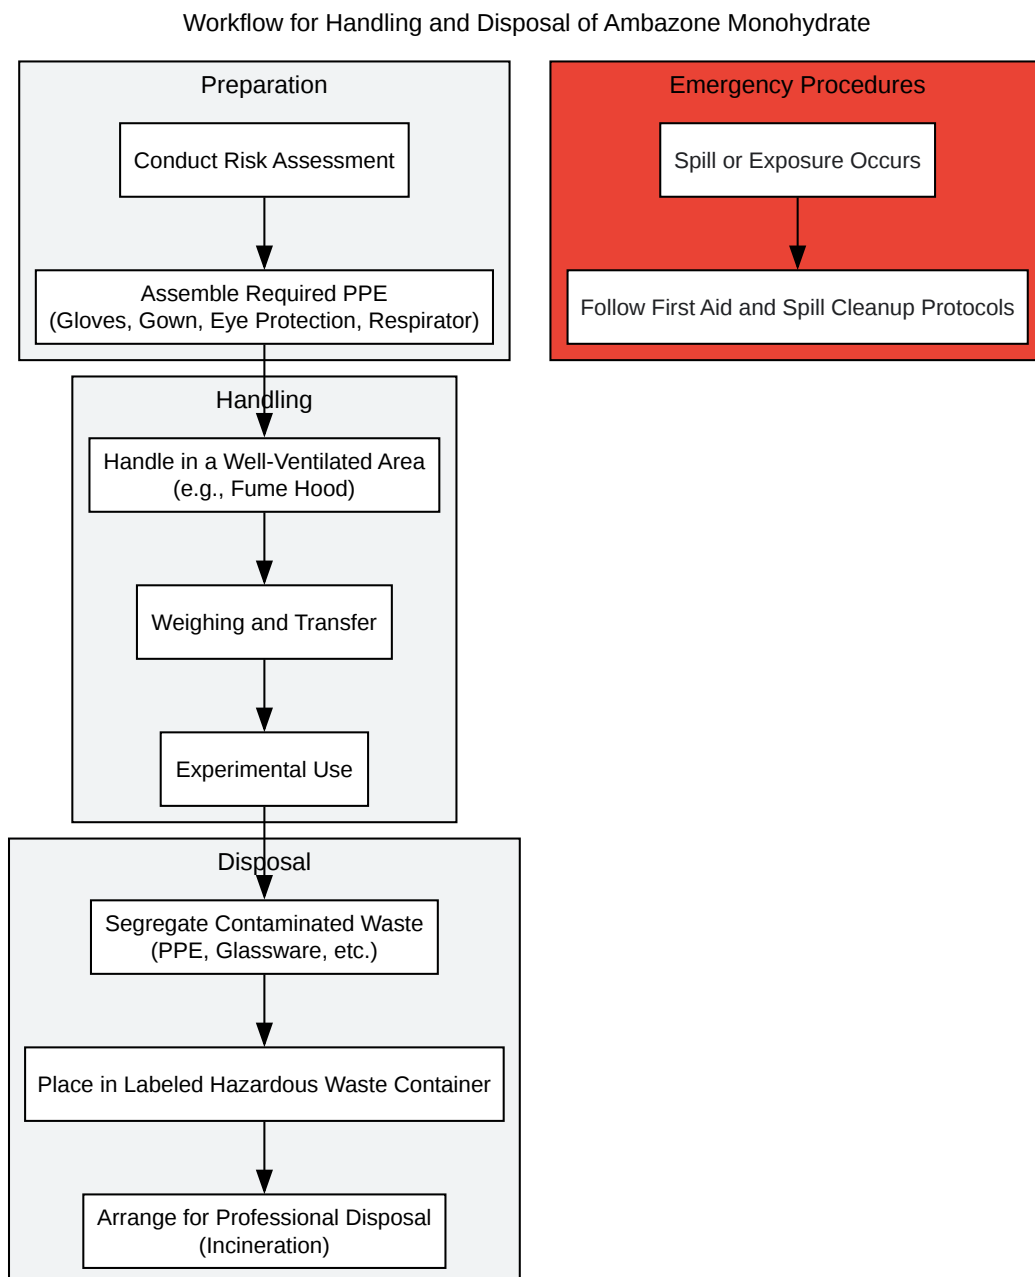 Workflow for Handling and Disposal of Ambazone Monohydrate
Preparation
Conduct Risk Assessment
Assemble Required PPE
(Gloves, Gown, Eye Protection, Respirator)
Handling
Handle in a Well-Ventilated Area
(e.g., Fume Hood)
Weighing and Transfer
Experimental Use
Disposal
Segregate Contaminated Waste
(PPE, Glassware, etc.)
Place in Labeled Hazardous Waste Container
Arrange for Professional Disposal
(Incineration)
Emergency Procedures
Spill or Exposure Occurs
Follow First Aid and Spill Cleanup Protocols